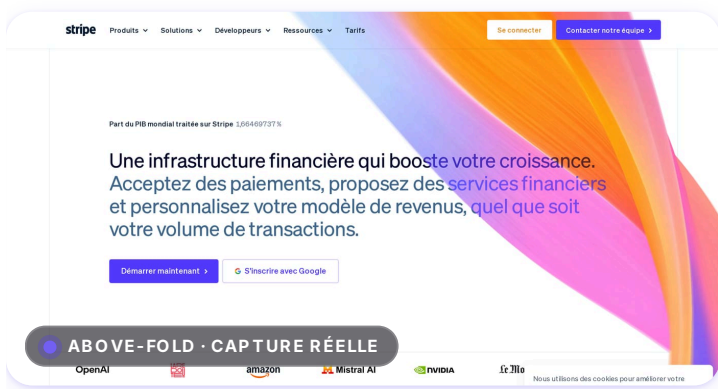 stripe Produits Solutions Développeurs Ressources Tarifs Se connecter Contacter notre équipe
Part du PIB mondial traitée sur Stripe 1,66469737 %
Une infrastructure financière qui booste votre croissance.
Acceptez des paiements, proposez des services financiers
et personnalisez votre modèle de revenus, quel que soit
votre volume de transactions.
Démarrer maintenant S'inscrire avec Google
ABOVE-FOLD · CAPTURE RÉELLE
OpenAI amazon Mistral AI NVIDIA Le Mo
Nous utilisons des cookies pour améliorer votre